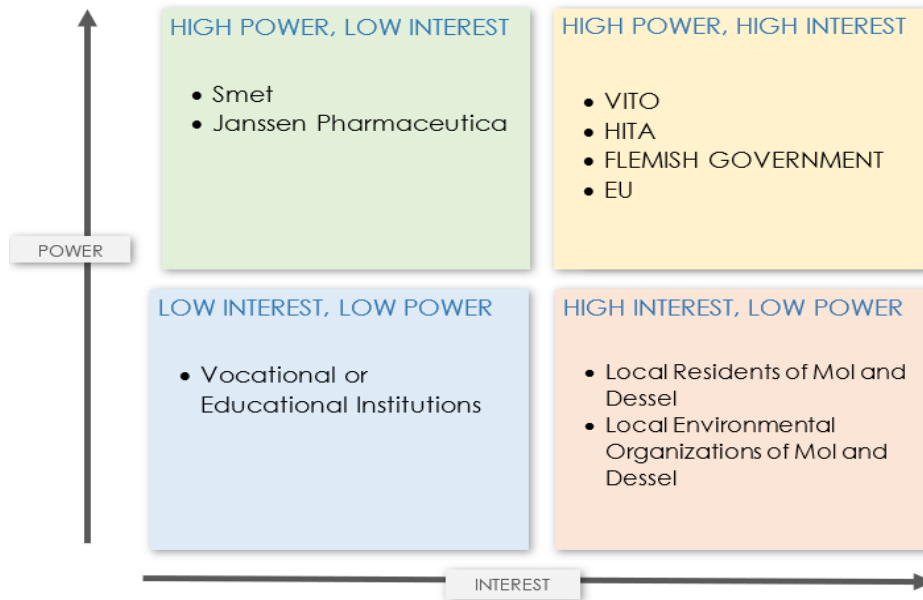 HIGH POWER, LOW INTEREST
• Smet
• Janssen Pharmaceutica
HIGH POWER, HIGH INTEREST
• VITO
• HITA
• FLEMISH GOVERNMENT
• EU
POWER
LOW INTEREST, LOW POWER
• Vocational or
Educational Institutions
HIGH INTEREST, LOW POWER
• Local Residents of Mol and
Dessel
• Local Environmental
Organizations of Mol and
Dessel
INTEREST